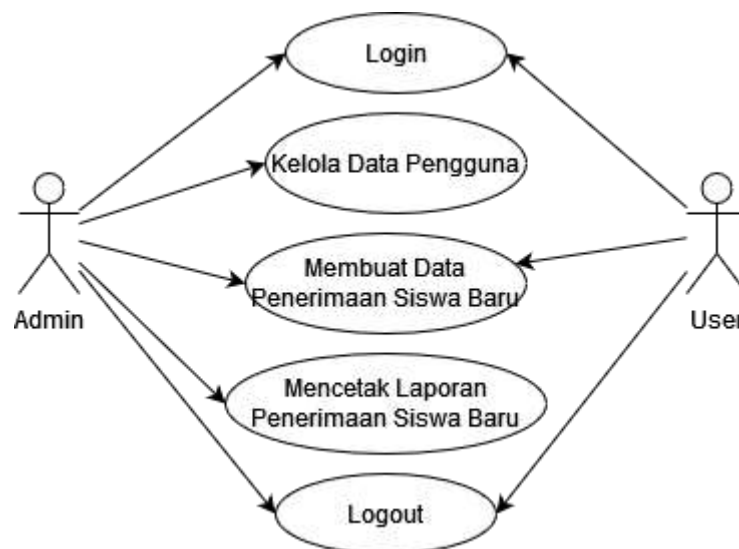 Login
Kelola Data Pengguna
Membuat Data
Penerimaan Siswa Baru
Admin
User
Mencetak Laporan
Penerimaan Siswa Baru
Logout